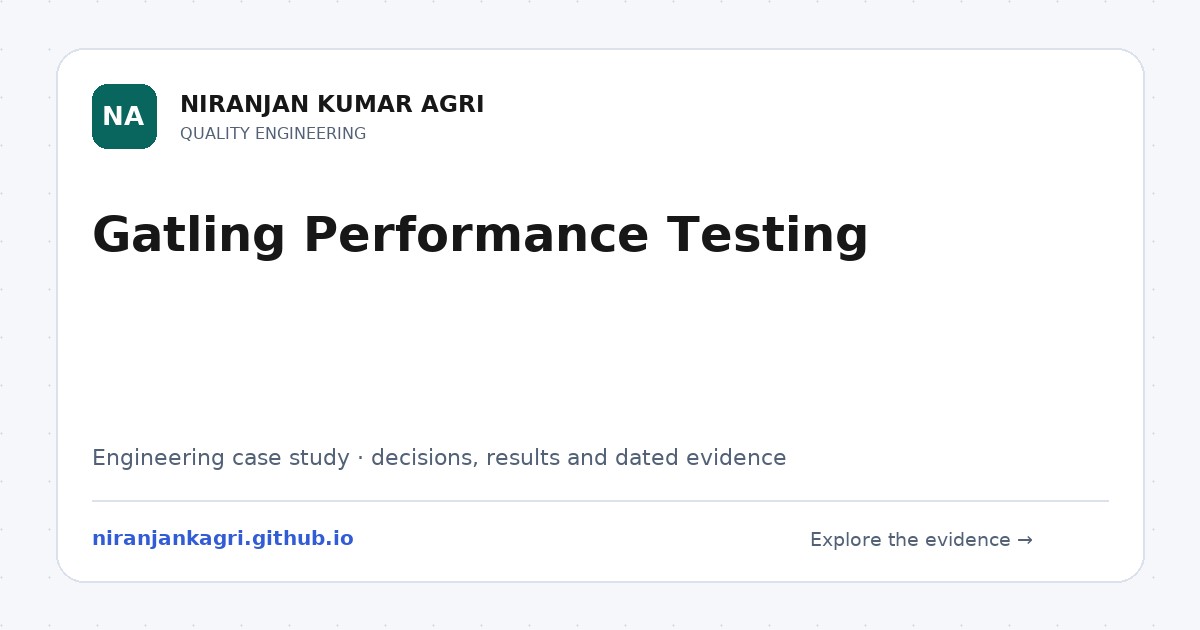 NA
NIRANJAN KUMAR AGRI
QUALITY ENGINEERING
Gatling Performance Testing
Engineering case study · decisions, results and dated evidence
niranjankagri.github.io
Explore the evidence →